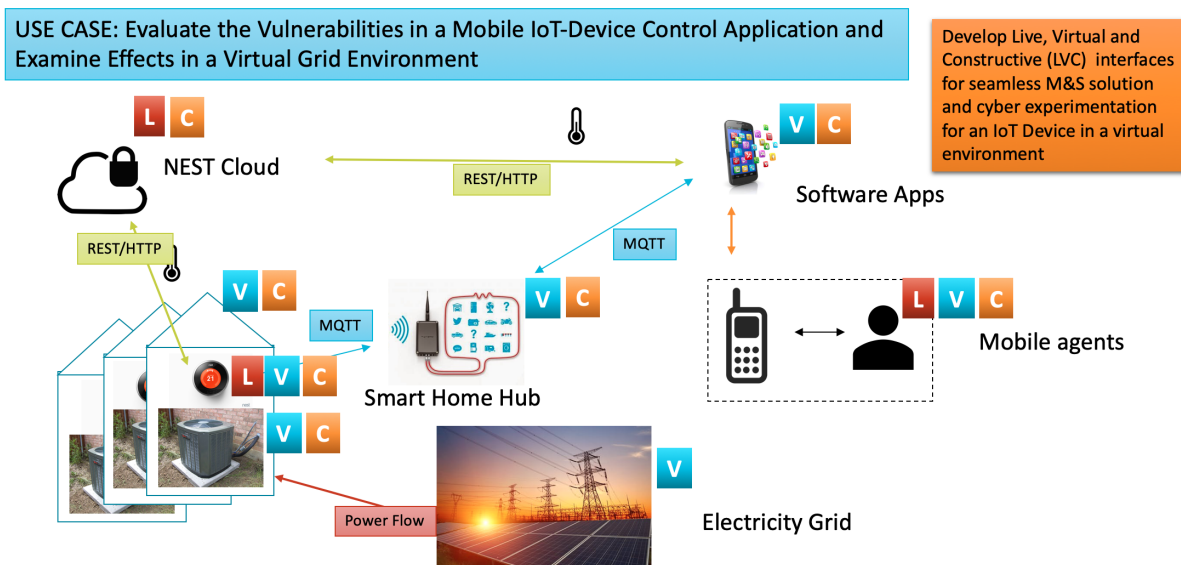 USE CASE: Evaluate the Vulnerabilities in a Mobile IoT-Device Control Application and
Examine Effects in a Virtual Grid Environment
Develop Live, Virtual and
Constructive (LVC)  interfaces
for seamless M&S solution
and cyber experimentation
for an IoT Device in a virtual
environment
L C
NEST Cloud
REST/HTTP
V C
Software Apps
REST/HTTP
MQTT
V C
MQTT
V C
Smart Home Hub
L V C
Mobile agents
L V C
V C
Power Flow
V
Electricity Grid